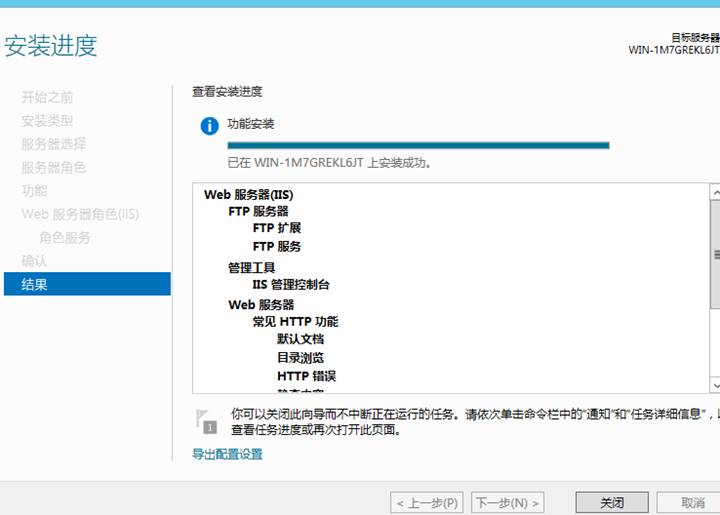 安装进度
目标服务器
WIN-1M7GREKL6JT
开始之前
安装类型
服务器选择
服务器角色
功能
Web 服务器角色(IIS)
角色服务
确认
结果
查看安装进度
功能安装
已在 WIN-1M7GREKL6JT 上安装成功。
Web 服务器(IIS)
FTP 服务器
FTP 扩展
FTP 服务
管理工具
IIS 管理控制台
Web 服务器
常见 HTTP 功能
默认文档
目录浏览
HTTP 错误
1
你可以关闭此向导而不中断正在运行的任务。请依次单击命令栏中的"通知"和"任务详细信息"，以
查看任务进度或再次打开此页面。
导出配置设置
< 上一步(P)
下一步(N) >
关闭
取消